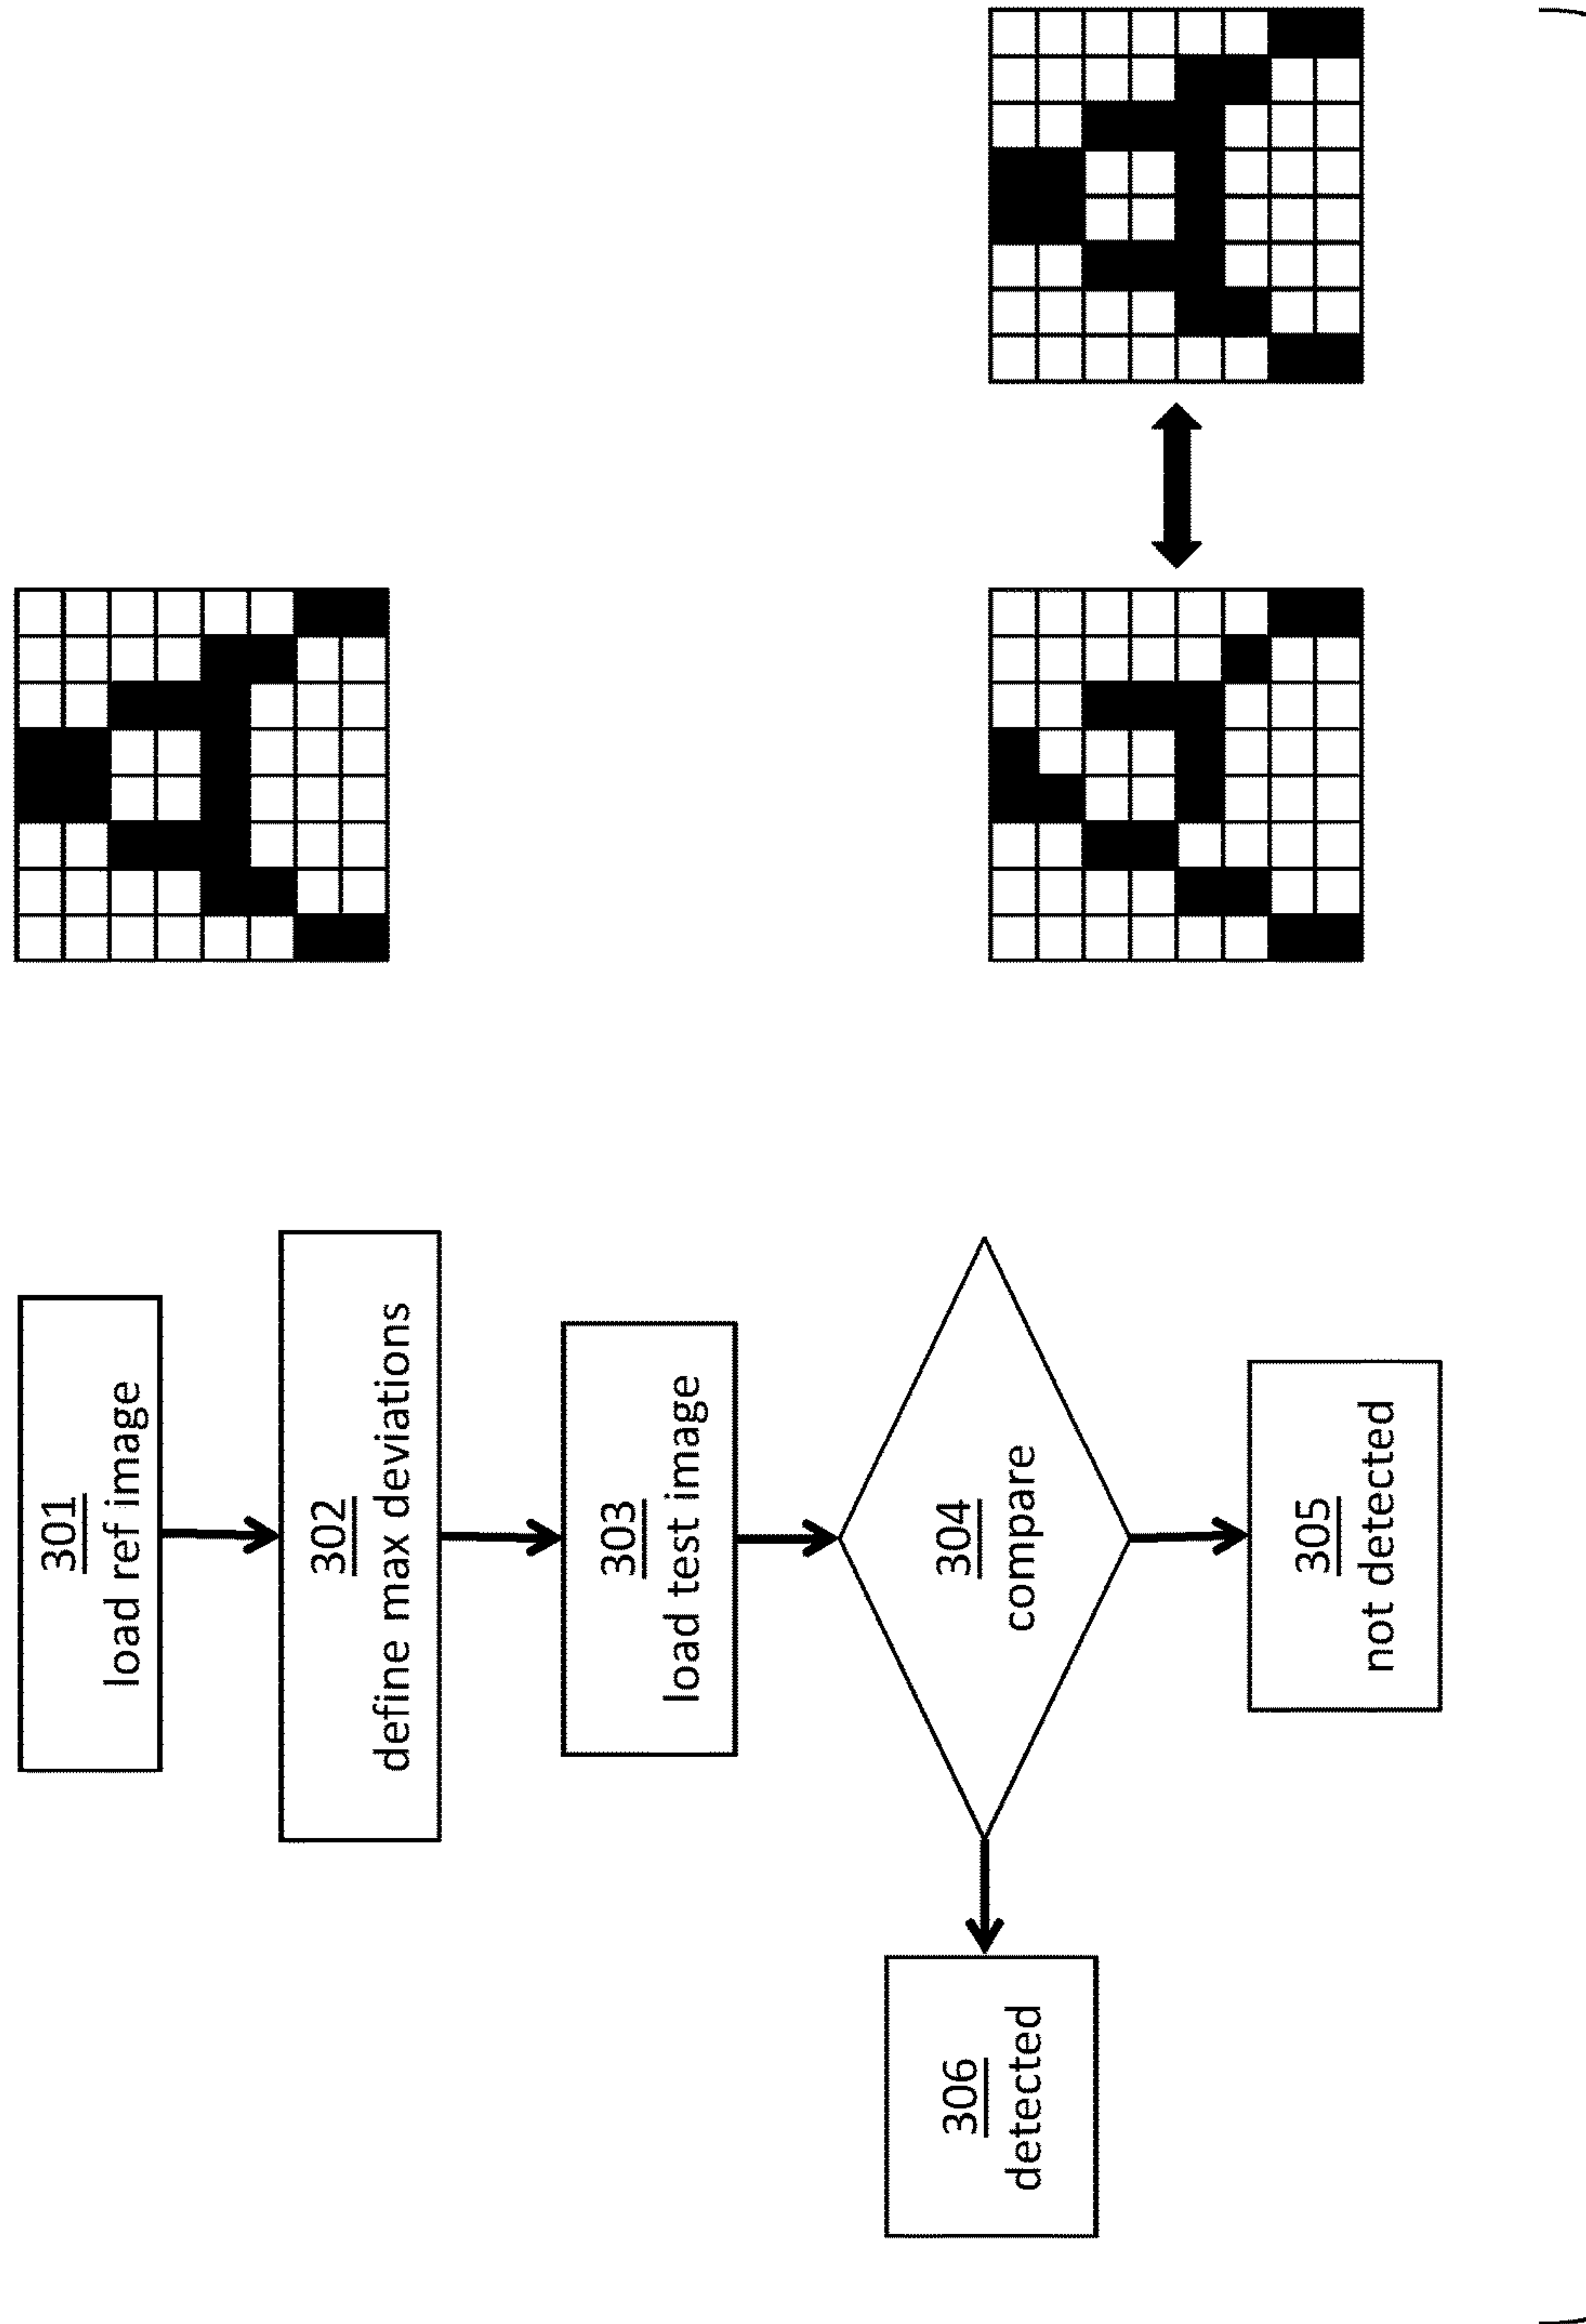 301
load ref image
302
define max deviations
303
load test image
304
compare
305
not detected
306
detected